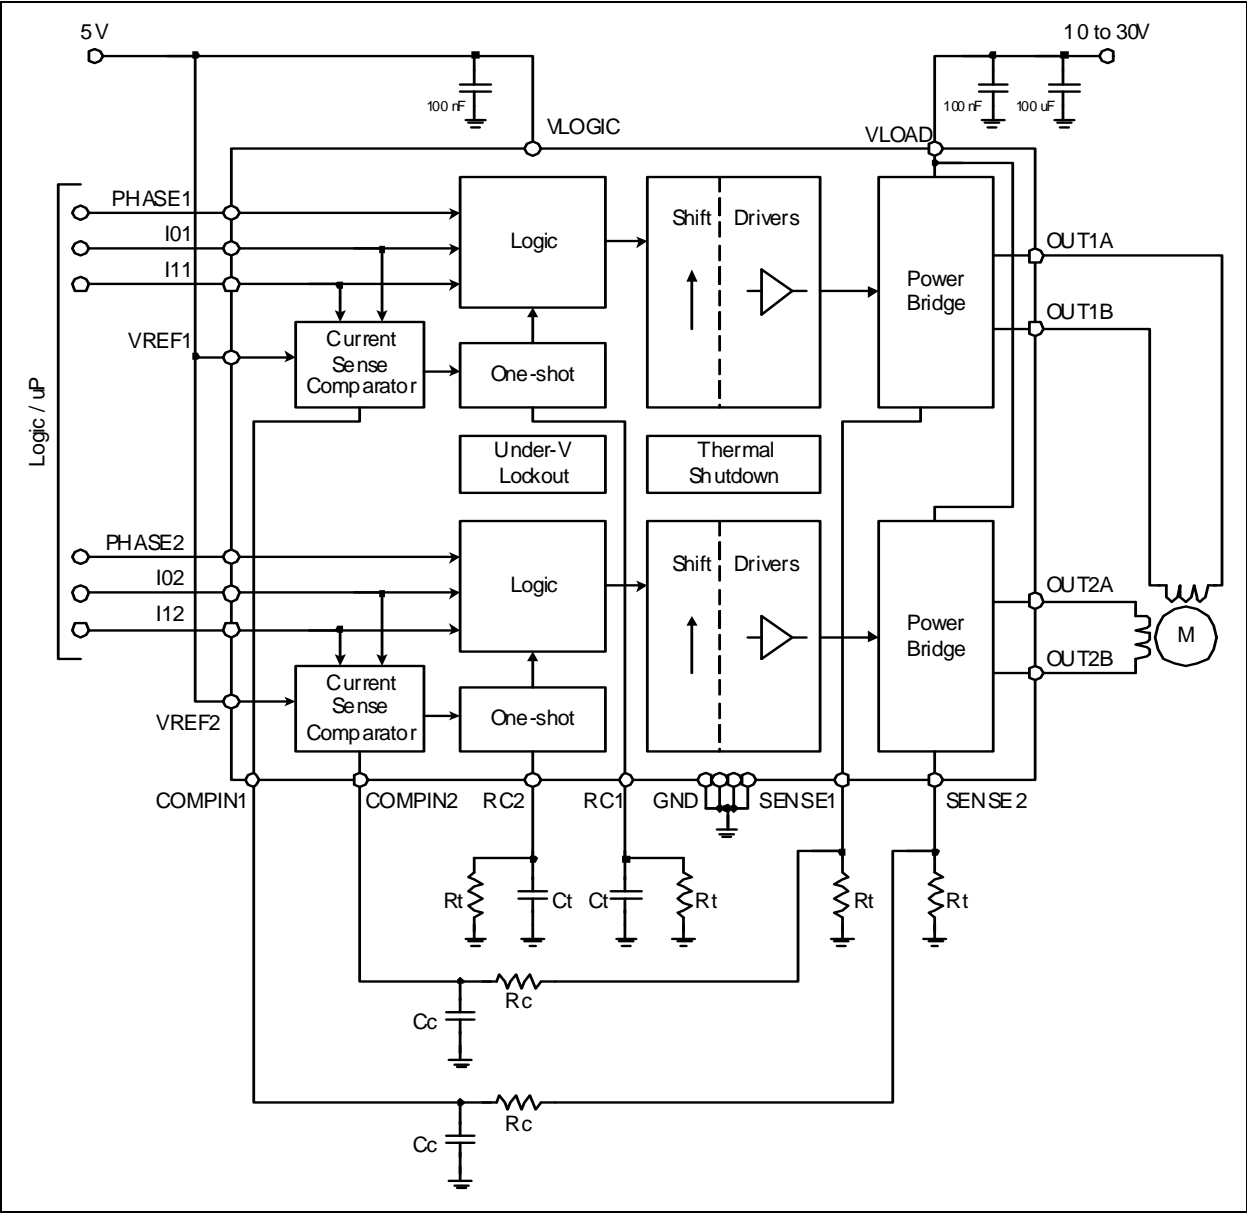 5V
10 to 30V
100 nF
100 nF
100 uF
VLOGIC
VLOAD
PHASE1
I01
I11
VREF1
Logic / uP
Logic
Shift
Drivers
Power
Bridge
OUT1A
OUT1B
Current
Sense
Comparator
One-shot
Under-V
Lockout
Thermal
Shutdown
PHASE2
I02
I12
VREF2
Logic
Shift
Drivers
Power
Bridge
OUT2A
OUT2B
M
Current
Sense
Comparator
One-shot
COMPIN1
COMPIN2
RC2
RC1
GND
SENSE1
SENSE2
Rt
Ct
Ct
Rt
Rt
Rt
Rc
Cc
Rc
Cc